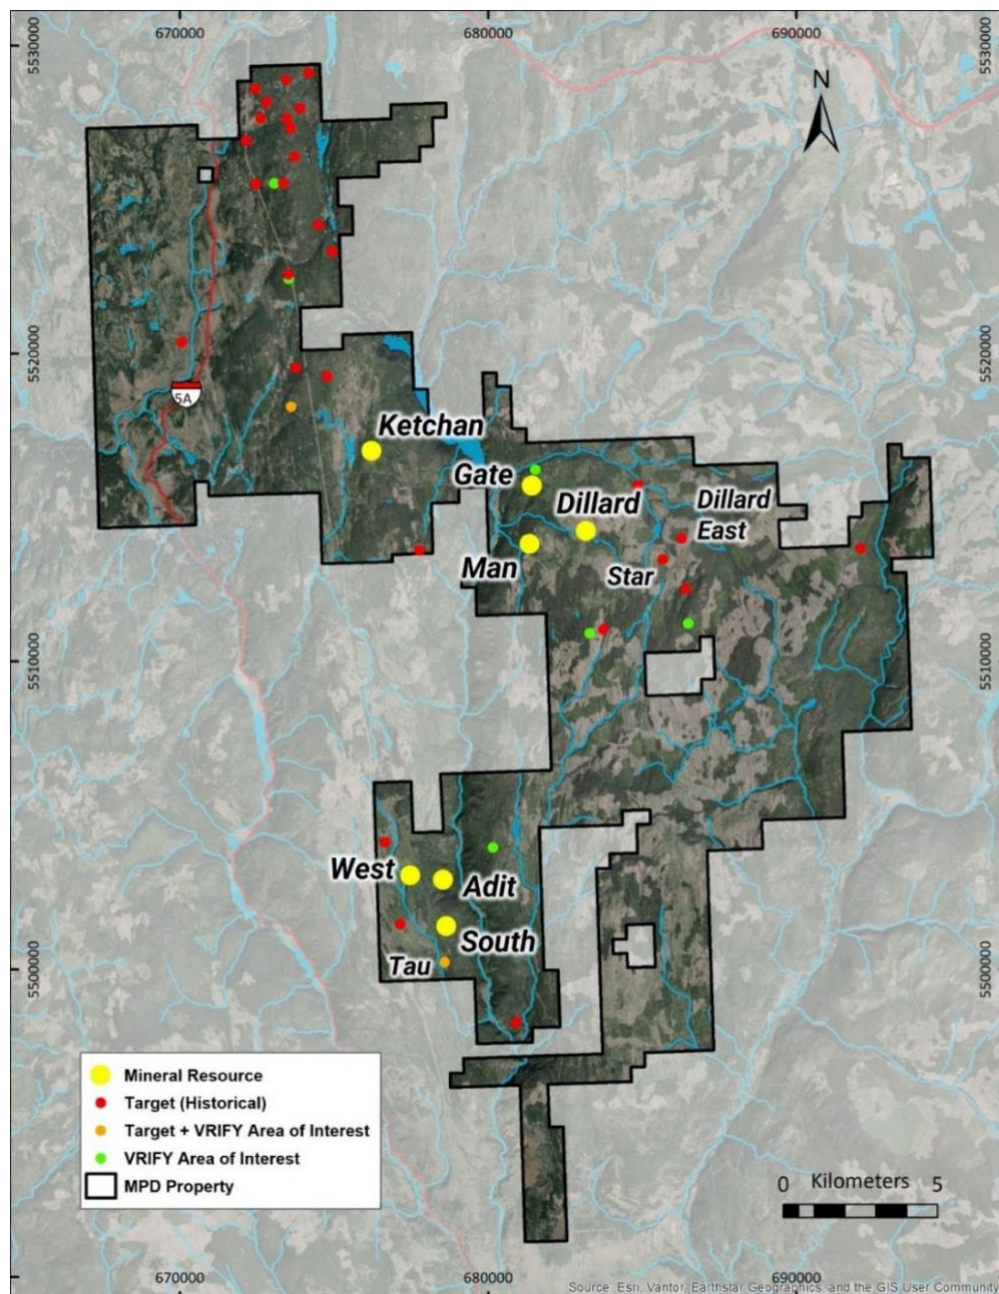 670000
680000
690000
5530000
5530000
N
5520000
5520000
5A
Ketchan
Gate
Dillard
Dillard
East
Man
Star
5510000
5510000
West
Adit
South
Tau
5500000
5500000
Mineral Resource
Target (Historical)
Target + VRIFY Area of Interest
VRIFY Area of Interest
MPD Property
0 Kilometers 5
670000
680000
690000
Source: Esri, Vantor, Earthstar Geographics, and the GIS User Community